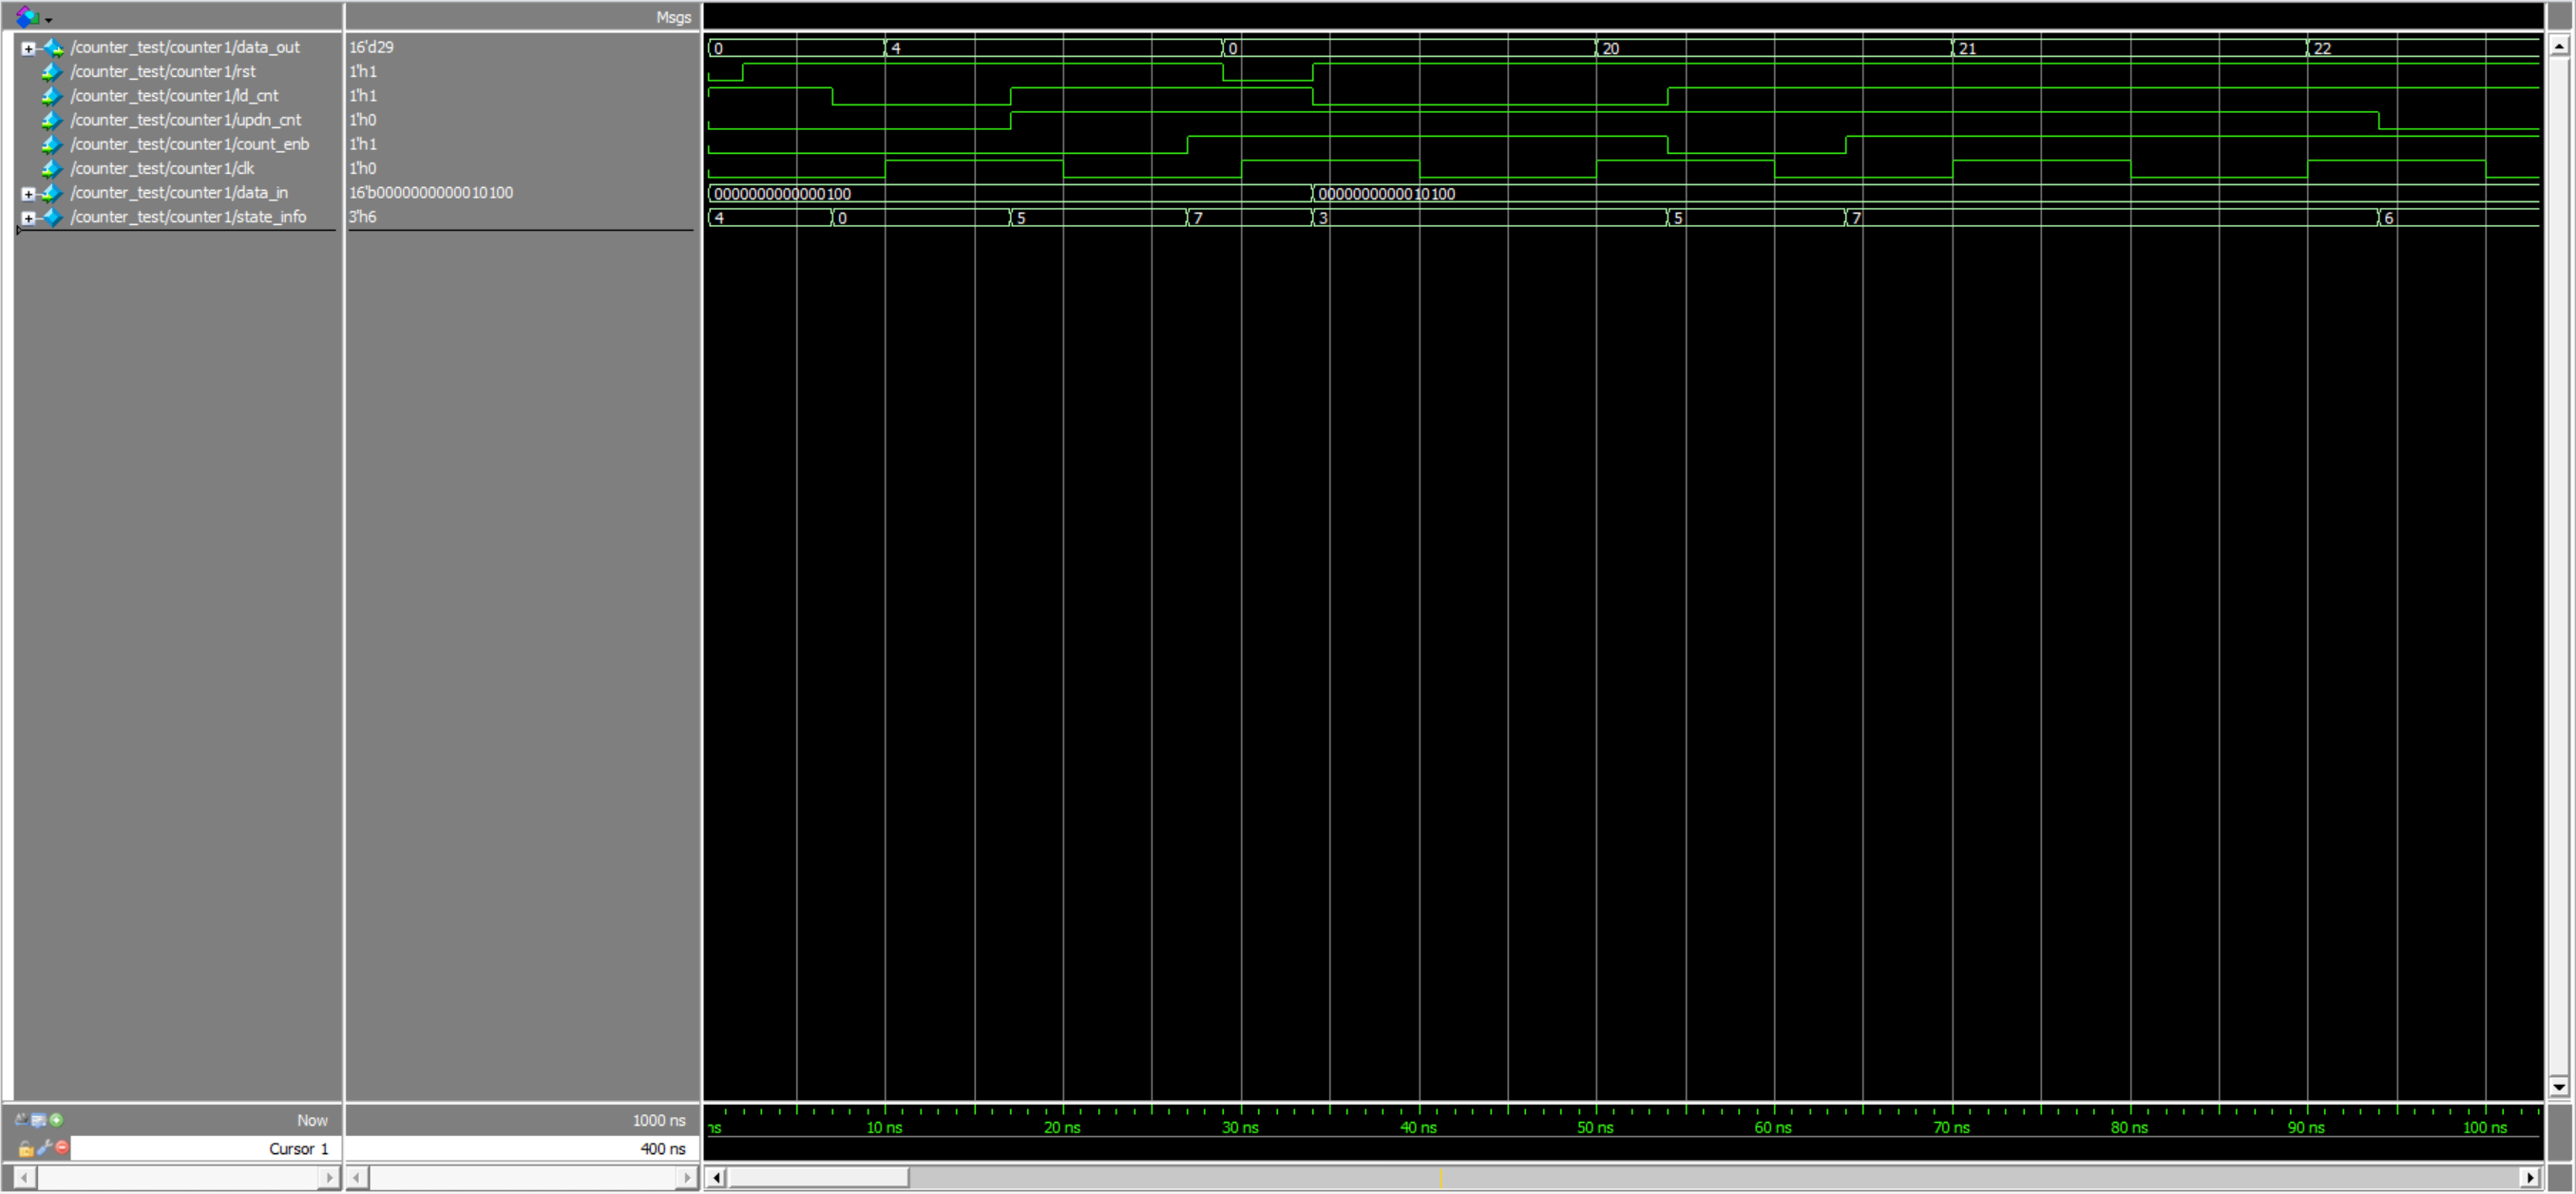 Msgs
/counter_test/counter1/data_out 16'd29 0 4 0 20 21 22
/counter_test/counter1/rst 1'h1
/counter_test/counter1/ld_cnt 1'h1
/counter_test/counter1/updn_cnt 1'h0
/counter_test/counter1/count_enb 1'h1
/counter_test/counter1/clk 1'h0
/counter_test/counter1/data_in 16'b0000000000010100 0000000000000100 0000000000010100
/counter_test/counter1/state_info 3'h6 4 0 5 7 3 5 7 6
Now 1000 ns
ns 10 ns 20 ns 30 ns 40 ns 50 ns 60 ns 70 ns 80 ns 90 ns 100 ns
Cursor 1 400 ns